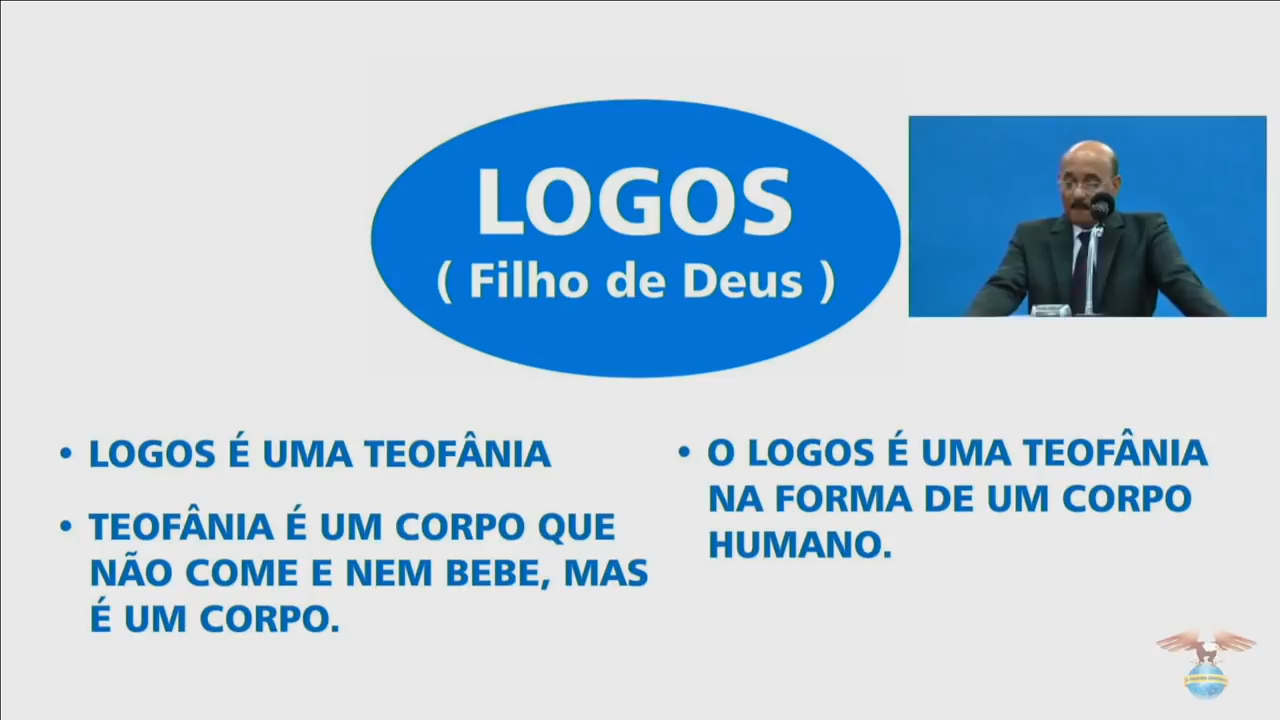 LOGOS
( Filho de Deus )
• LOGOS É UMA TEOFÂNIA
• TEOFÂNIA É UM CORPO QUE
NÃO COME E NEM BEBE, MAS
É UM CORPO.
• O LOGOS É UMA TEOFÂNIA
NA FORMA DE UM CORPO
HUMANO.